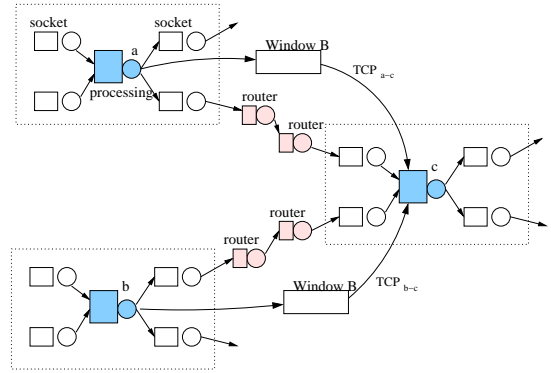 socket
socket
a
Window B
processing
TCP a−c
router
router
c
router
router
b
Window B
TCP b−c